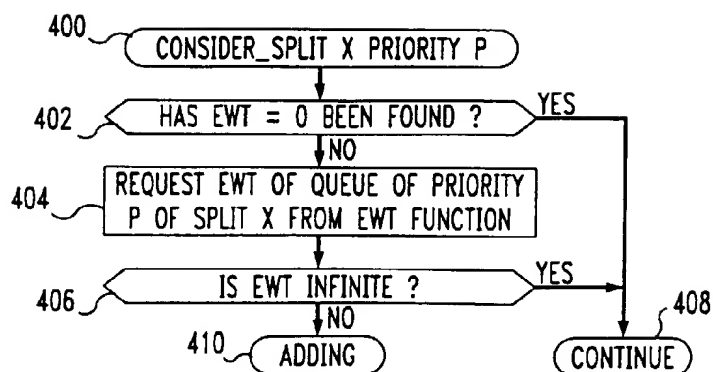 400
CONSIDER_SPLIT X PRIORITY P
402
HAS EWT = 0 BEEN FOUND ?
YES
NO
404
REQUEST EWT OF QUEUE OF PRIORITY
P OF SPLIT X FROM EWT FUNCTION
406
IS EWT INFINITE ?
YES
NO
408
410
ADDING
CONTINUE